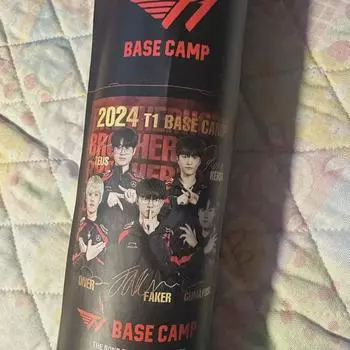 T1
BASE CAMP
2024 T1 BASE CAMP
BROTHER
ZEUS
KERIA
ONER
FAKER
GUMAYUSI
T1
BASE CAMP